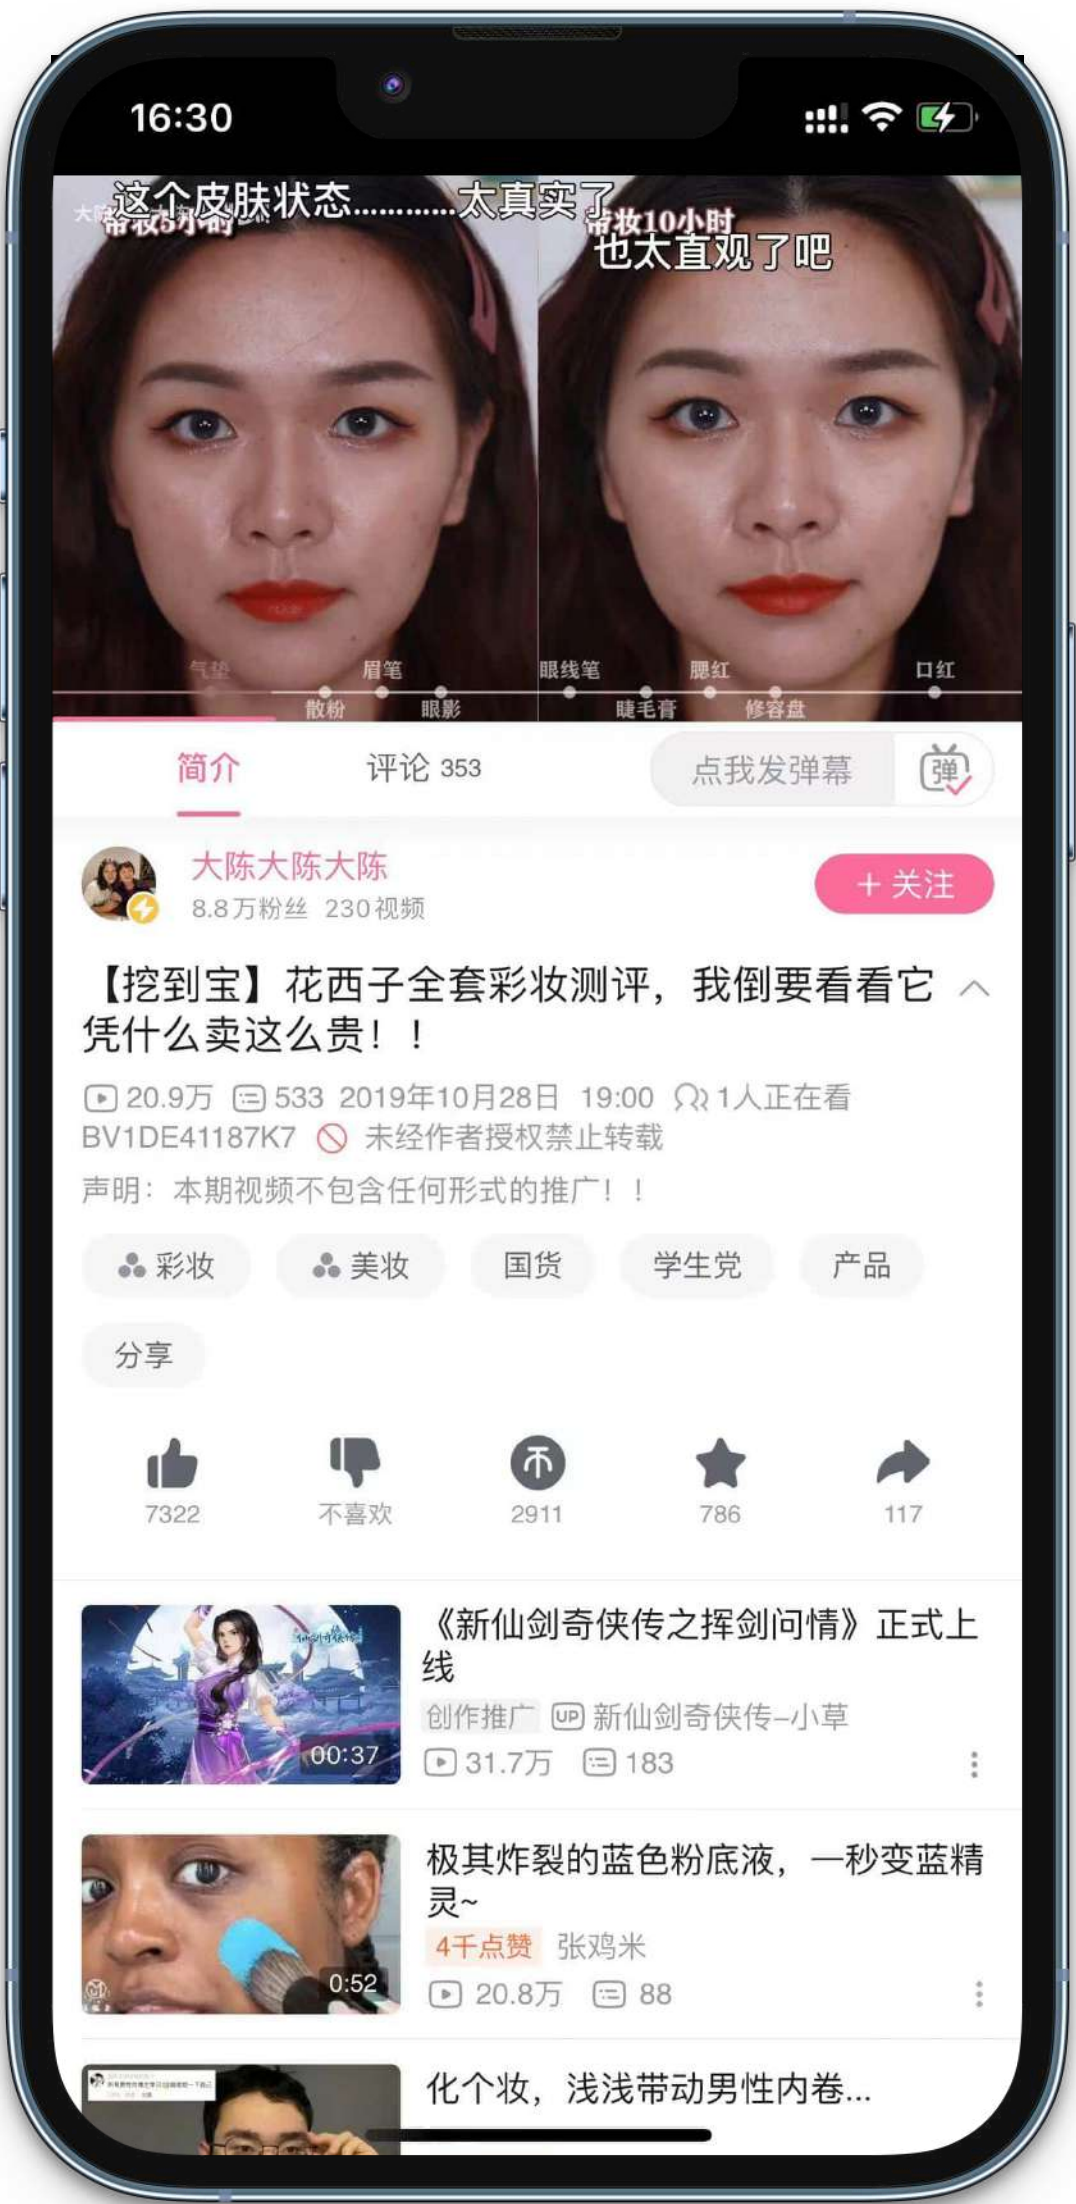 16:30
这个皮肤状态............太真实了
带妆5小时
带妆10小时
也太直观了吧
气垫
眉笔
眼线笔
腮红
口红
散粉
眼影
睫毛膏
修容盘
简介
评论 353
点我发弹幕
弹
大陈大陈大陈
8.8万粉丝 230视频
+ 关注
【挖到宝】花西子全套彩妆测评，我倒要看看它
凭什么卖这么贵！！
20.9万 533 2019年10月28日 19:00 1人正在看
BV1DE41187K7 未经作者授权禁止转载
声明：本期视频不包含任何形式的推广！！
彩妆 美妆 国货 学生党 产品
分享
7322 不喜欢 2911 786 117
00:37
《新仙剑奇侠传之挥剑问情》正式上
线
创作推广 UP 新仙剑奇侠传-小草
31.7万 183
0:52
极其炸裂的蓝色粉底液，一秒变蓝精
灵~
4千点赞 张鸡米
20.8万 88
化个妆，浅浅带动男性内卷...